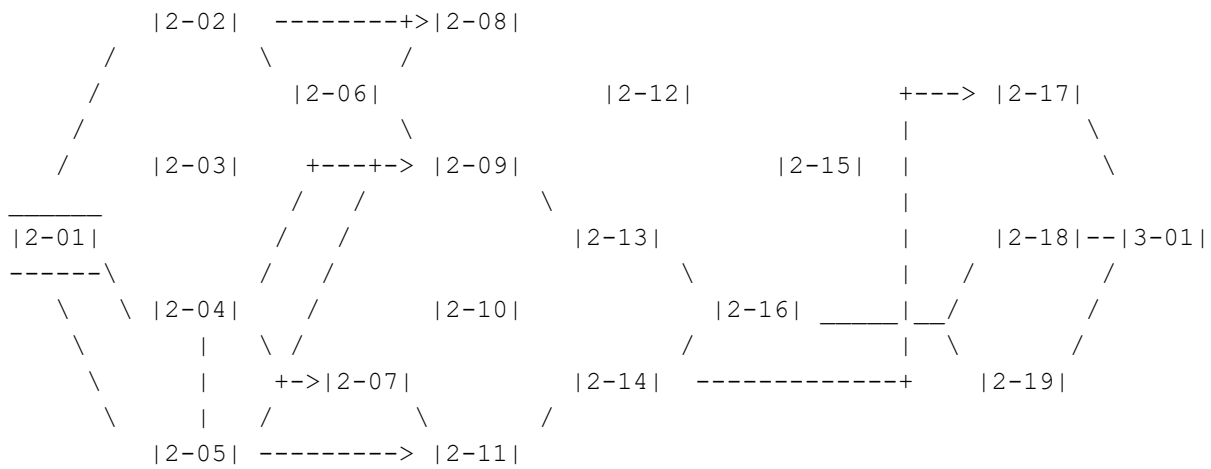 |2-02| --------+>|2-08|
|2-06| |2-12| +---> |2-17|
|2-03| +---+-> |2-09| |2-15| |
|2-01| |2-13| | |2-18|--|3-01|
|2-04| |2-10| |2-16| _____|__/
+->|2-07| |2-14| -------------+ |2-19|
|2-05| ---------> |2-11|